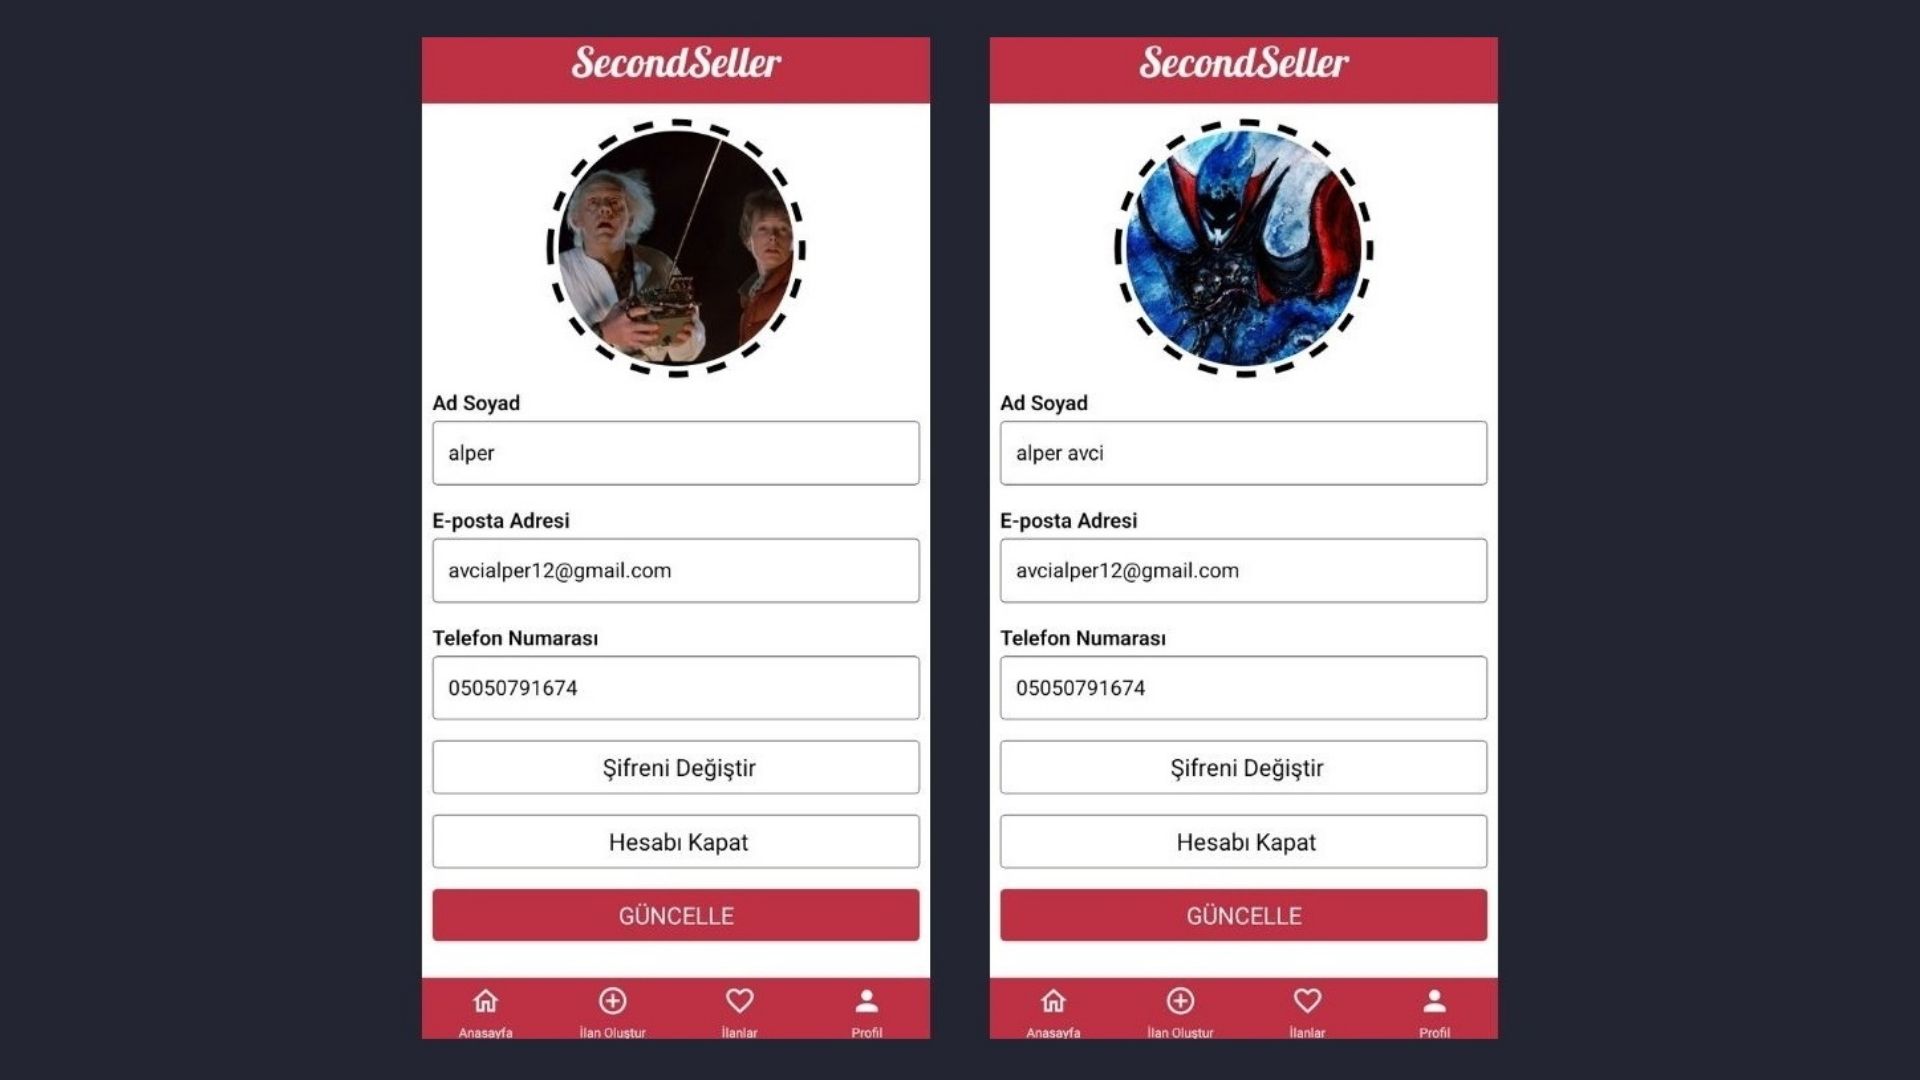 SecondSeller
Ad Soyad
alper
E-posta Adresi
avcialper12@gmail.com
Telefon Numarası
05050791674
Şifreni Değiştir
Hesabı Kapat
GÜNCELLE
Anasayfa İlan Oluştur İlanlar Profil
SecondSeller
Ad Soyad
alper avci
E-posta Adresi
avcialper12@gmail.com
Telefon Numarası
05050791674
Şifreni Değiştir
Hesabı Kapat
GÜNCELLE
Anasayfa İlan Oluştur İlanlar Profil